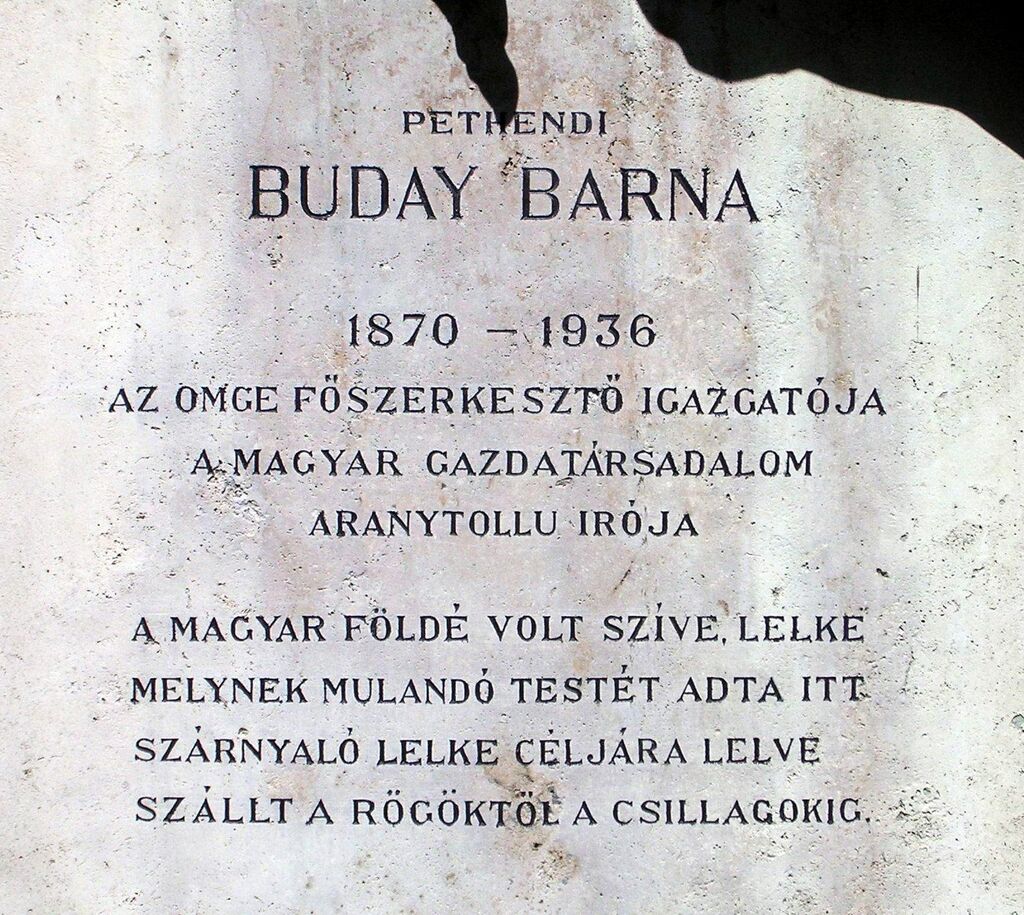 PETHENDI
BUDAY BARNA
1870 – 1936
AZ OMGE FŐSZERKESZTŐ IGAZGATÓJA
A MAGYAR GAZDATÁRSADALOM
ARANYTOLLU IRÓJA
A MAGYAR FÖLDÉ VOLT SZÍVE, LELKE
MELYNEK MULANDÓ TESTÉT ADTA ITT
SZÁRNYALÓ LELKE CÉLJÁRA LELVE
SZÁLLT A RÖGÖKTŐL A CSILLAGOKIG.